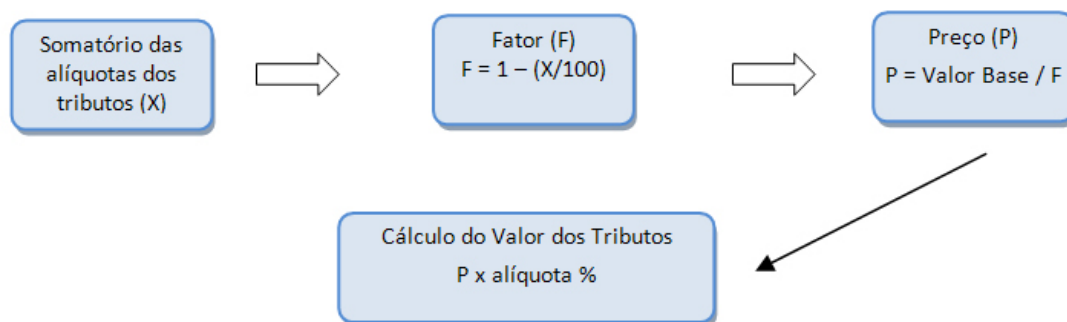 Somatório das
alíquotas dos
tributos (X)
Fator (F)
F = 1 – (X/100)
Preço (P)
P = Valor Base / F
Cálculo do Valor dos Tributos
P x alíquota %